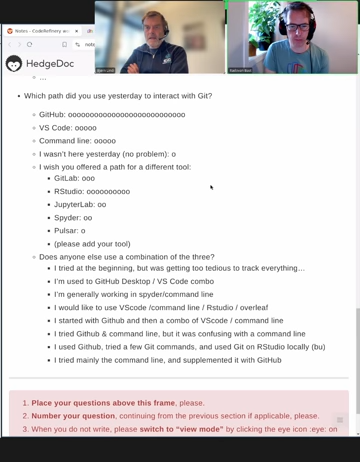 Notes - CodeRefinery w
HedgeDoc
...
Which path did you use yesterday to interact with Git?
GitHub: ooooooooooooooooooooooooooo
VS Code: ooooo
Command line: ooooo
I wasn't here yesterday (no problem): o
I wish you offered a path for a different tool:
GitLab: ooo
RStudio: oooooooooo
JupyterLab: oo
Spyder: oo
Pulsar: o
(please add your tool)
Does anyone else use a combination of the three?
I tried at the beginning, but was getting too tedious to track everything…
I'm used to GitHub Desktop / VS Code combo
I'm generally working in spyder/command line
I would like to use VScode /command line / Rstudio / overleaf
I started with Github and then a combo of VScode / command line
I tried Github & command line, but it was confusing with a command line
I used Github, tried a few Git commands, and used Git on RStudio locally (bu)
I tried mainly the command line, and supplemented it with GitHub
1. Place your questions above this frame, please.
2. Number your question, continuing from the previous section if applicable, please.
3. When you do not write, please switch to “view mode” by clicking the eye icon :eye: on